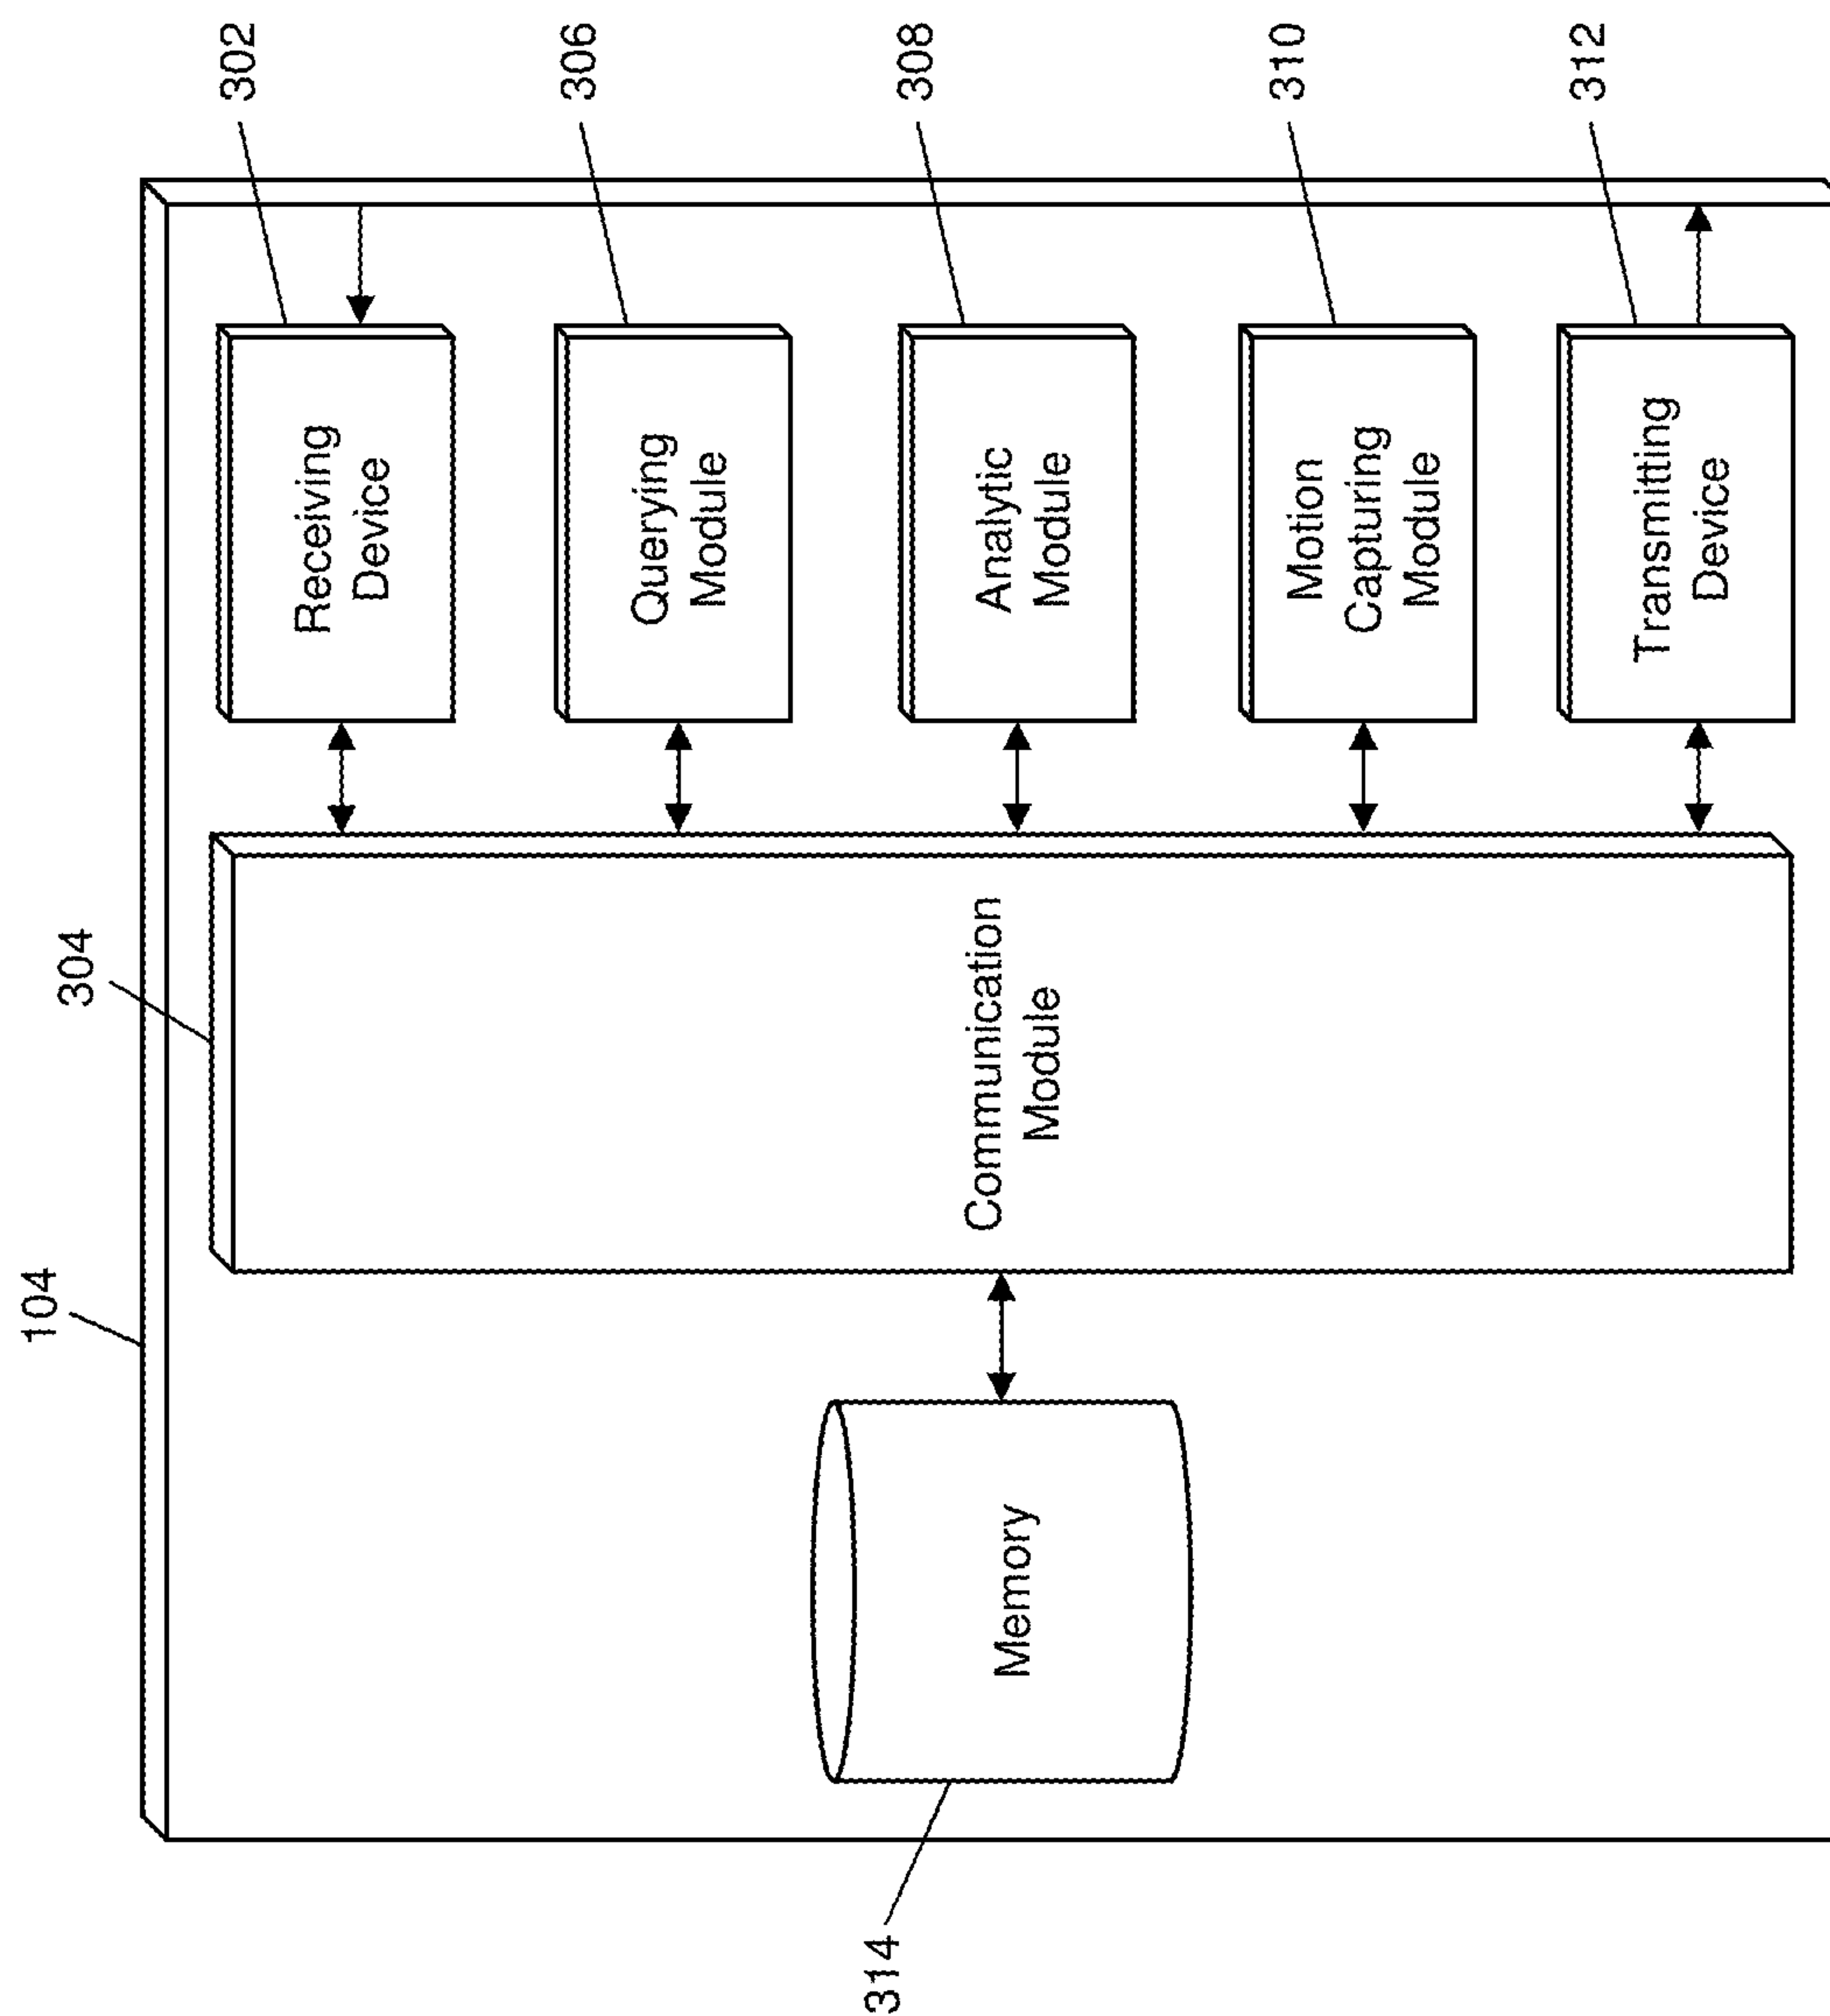 104
304
302
Receiving
Device
306
Querying
Module
314
Memory
Communication
Module
308
Analytic
Module
310
Motion
Capturing
Module
312
Transmitting
Device